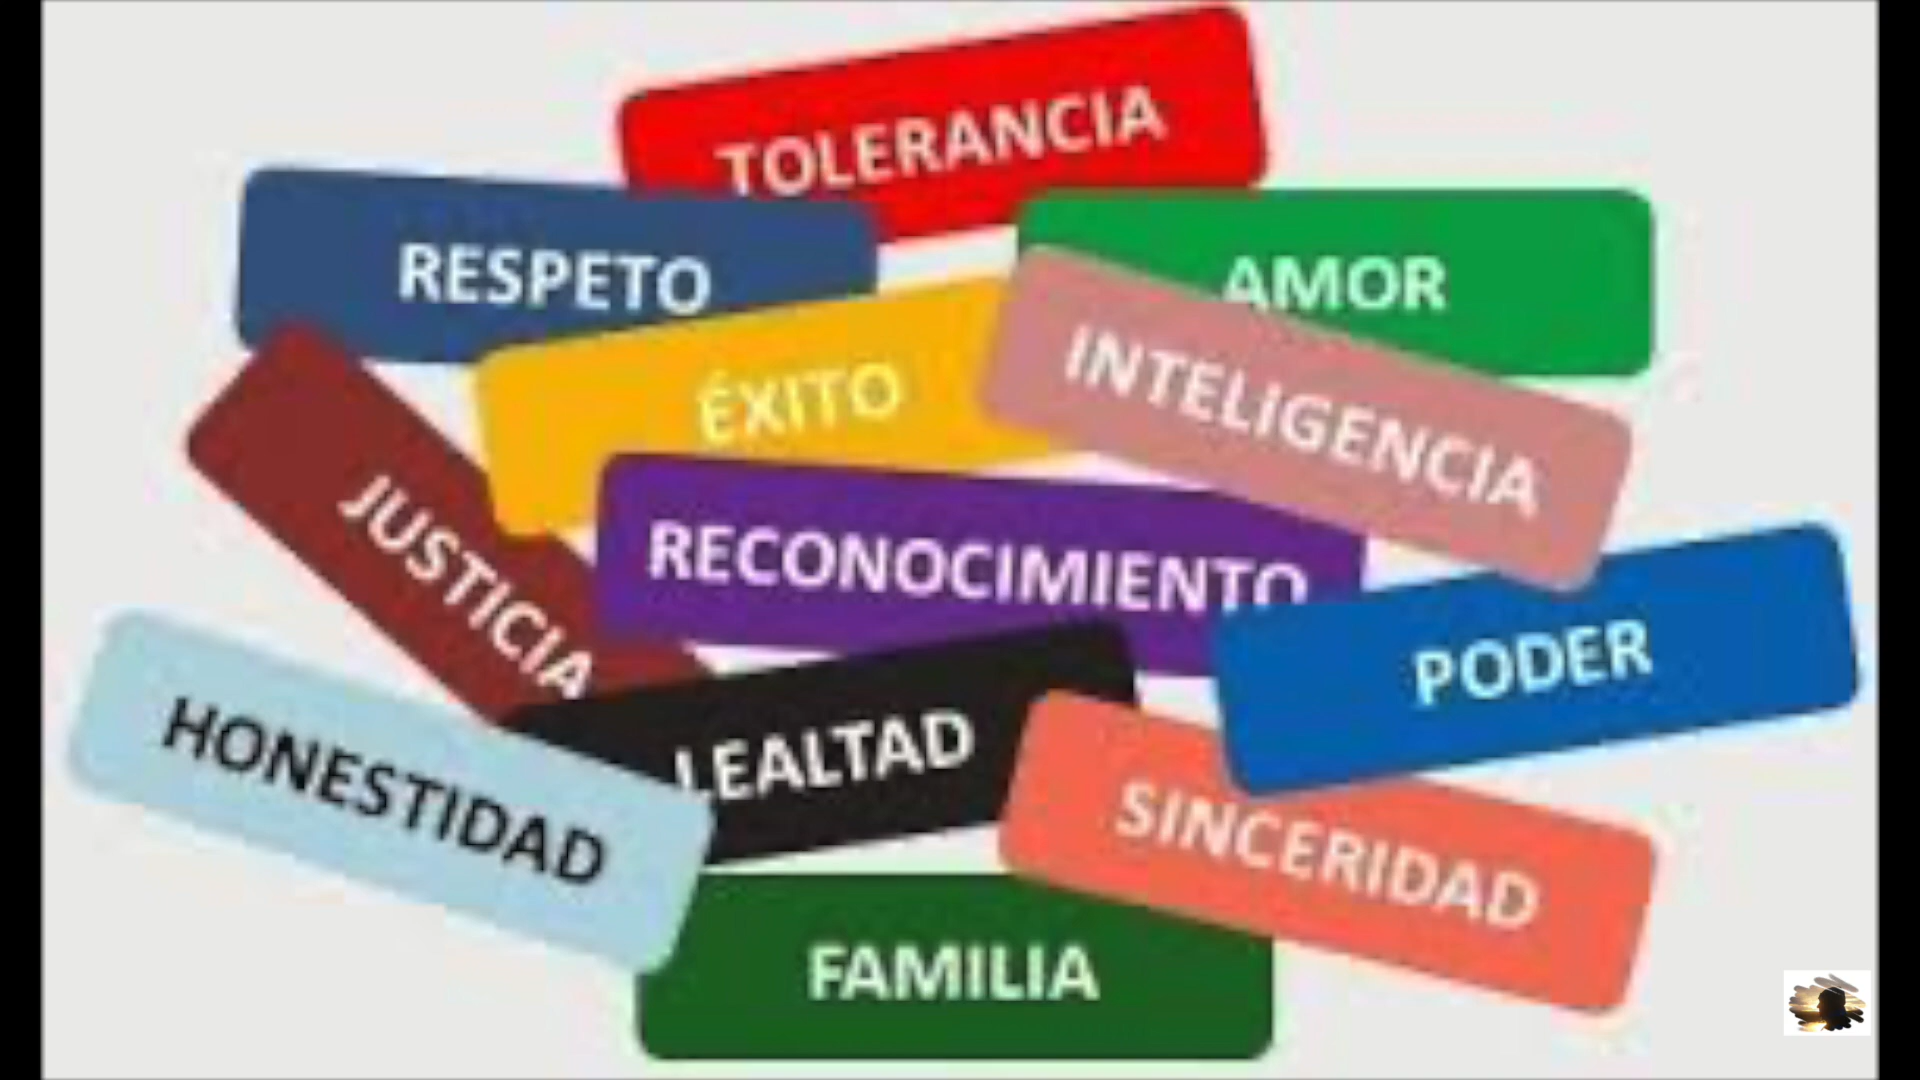 TOLERANCIA
RESPETO
AMOR
ÉXITO
INTELiGENCIA
JUSTICIA
RECONOCIMIENTO
PODER
HONESTIDAD
LEALTAD
SINCERIDAD
FAMILIA